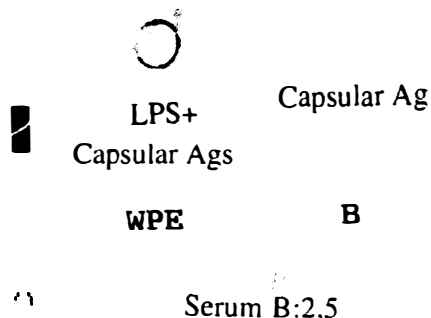 LPS+
Capsular Ags
Capsular Ag
WPE
B
Serum B:2,5